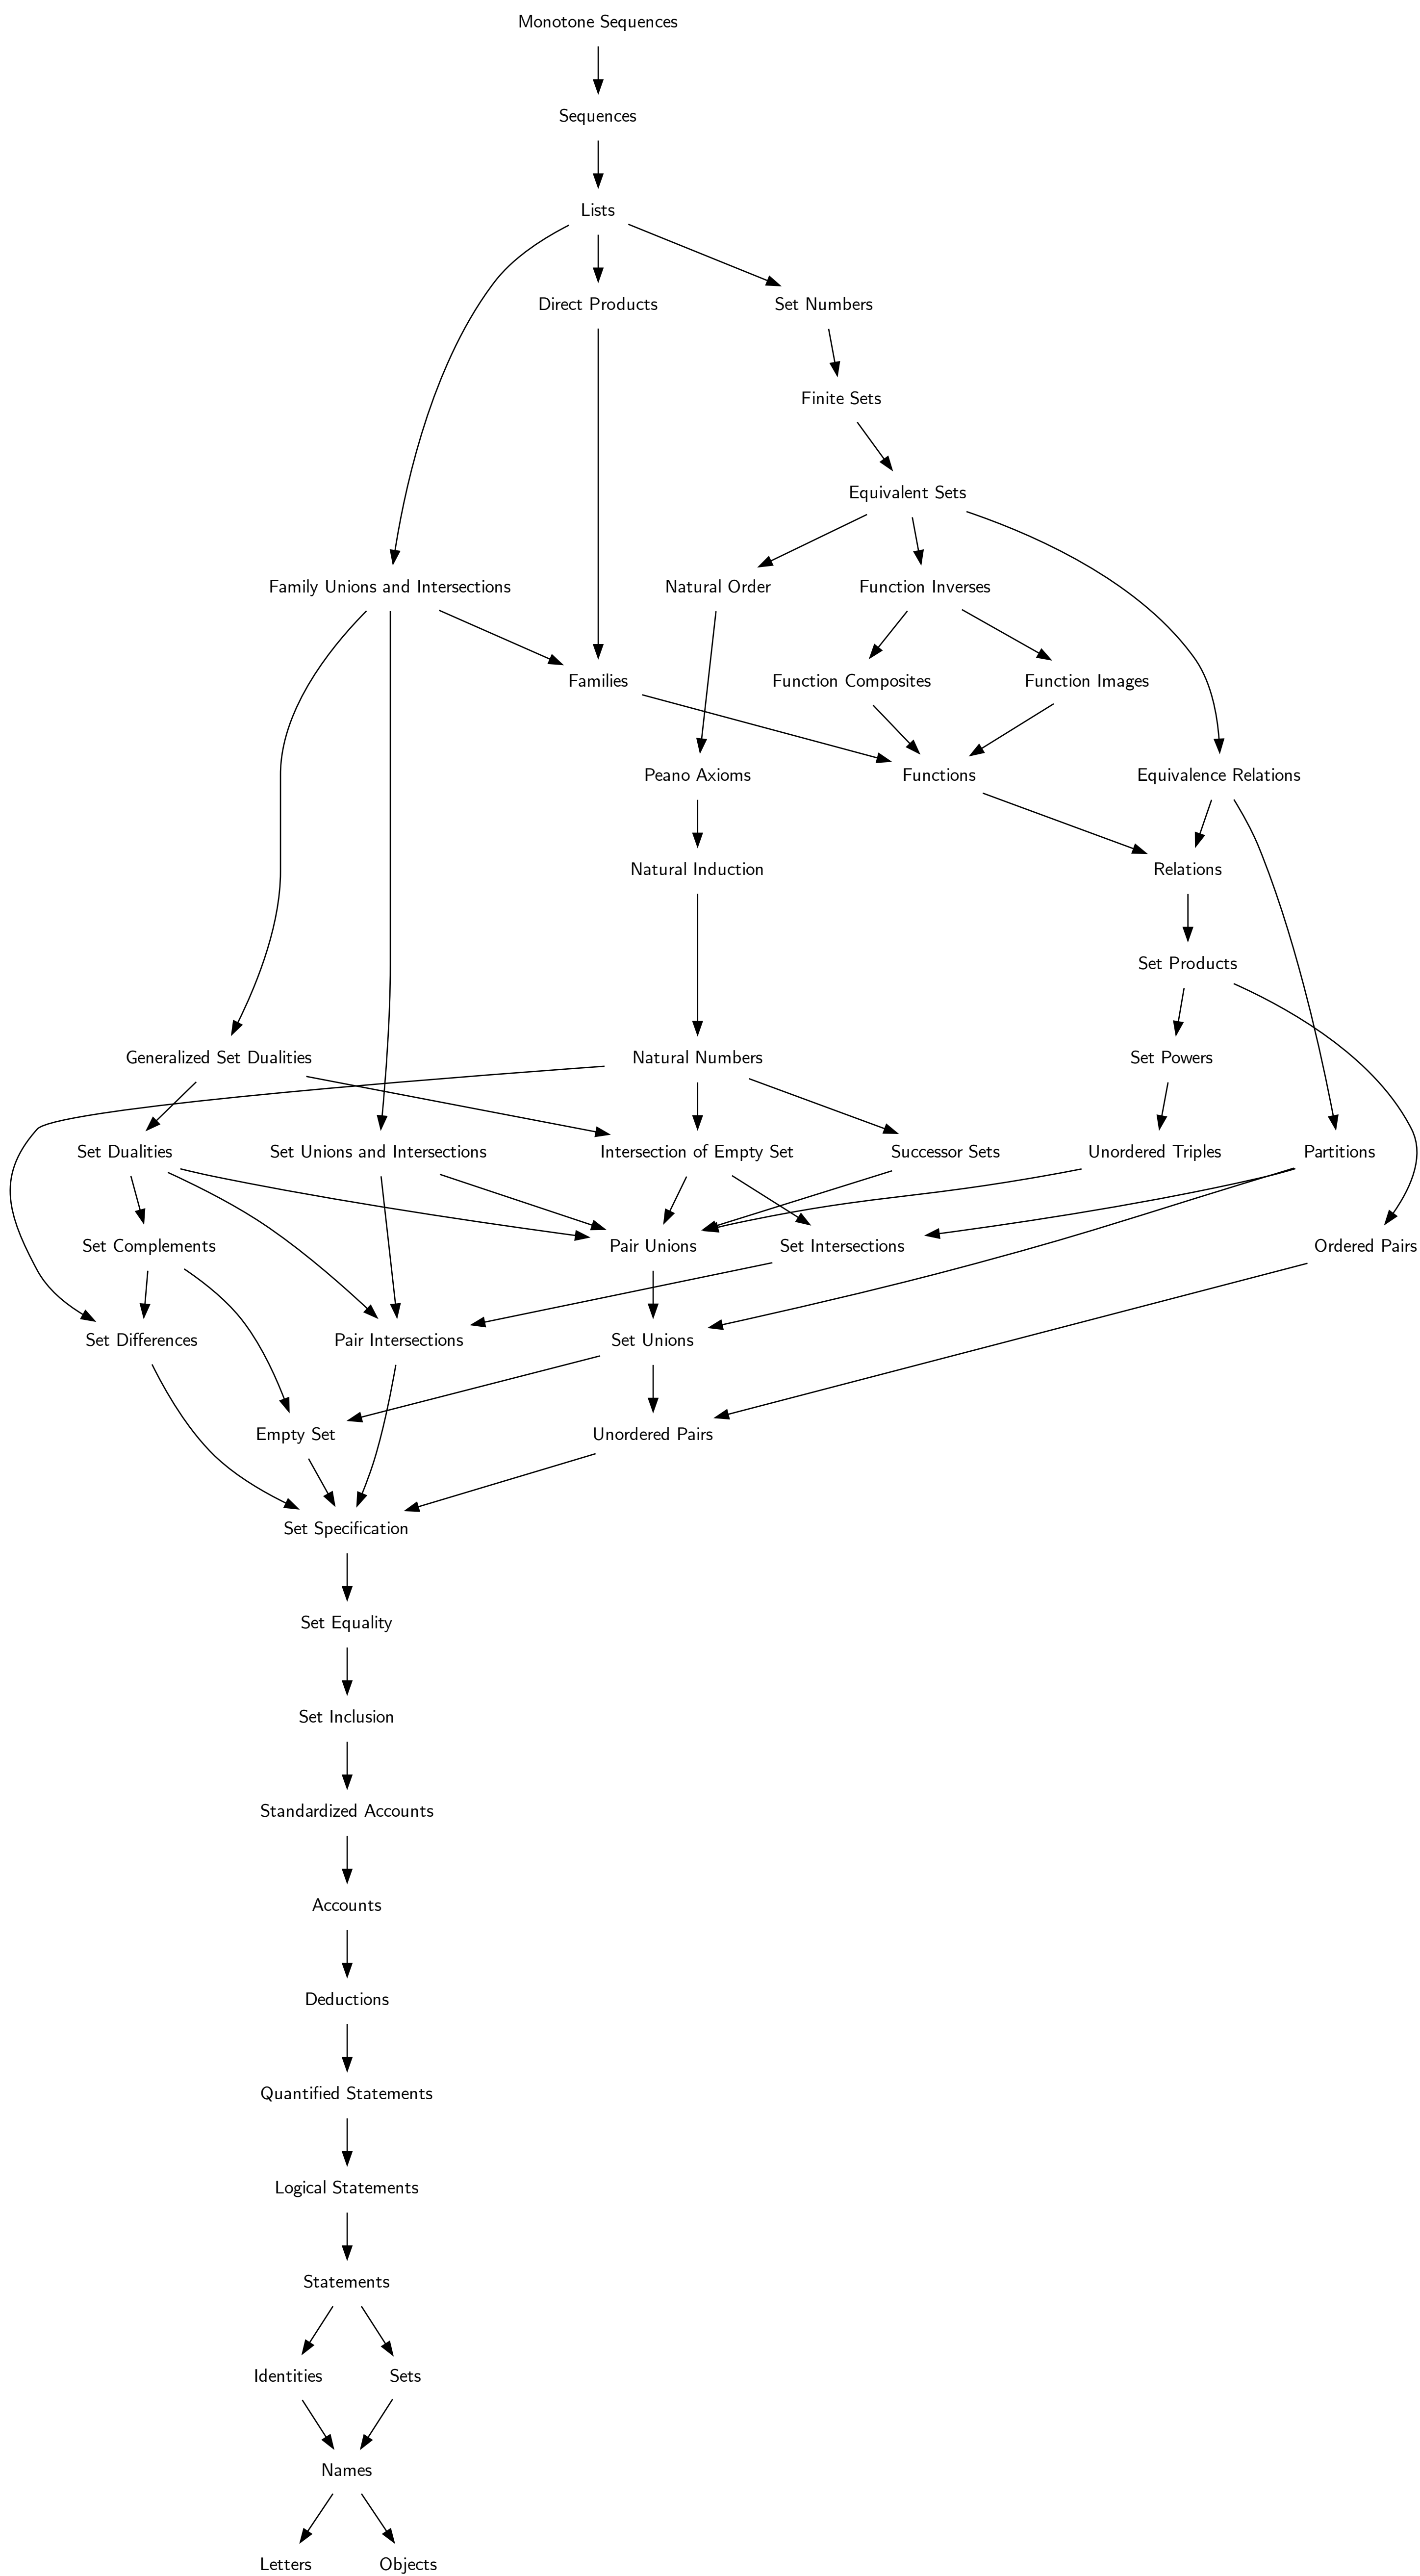 Monotone Sequences
Sequences
Lists
Direct Products
Set Numbers
Finite Sets
Equivalent Sets
Family Unions and Intersections
Natural Order
Function Inverses
Families
Function Composites
Function Images
Peano Axioms
Functions
Equivalence Relations
Natural Induction
Relations
Set Products
Generalized Set Dualities
Natural Numbers
Set Powers
Set Dualities
Set Unions and Intersections
Intersection of Empty Set
Successor Sets
Unordered Triples
Partitions
Set Complements
Pair Unions
Set Intersections
Ordered Pairs
Set Differences
Pair Intersections
Set Unions
Empty Set
Unordered Pairs
Set Specification
Set Equality
Set Inclusion
Standardized Accounts
Accounts
Deductions
Quantified Statements
Logical Statements
Statements
Identities
Sets
Names
Letters
Objects